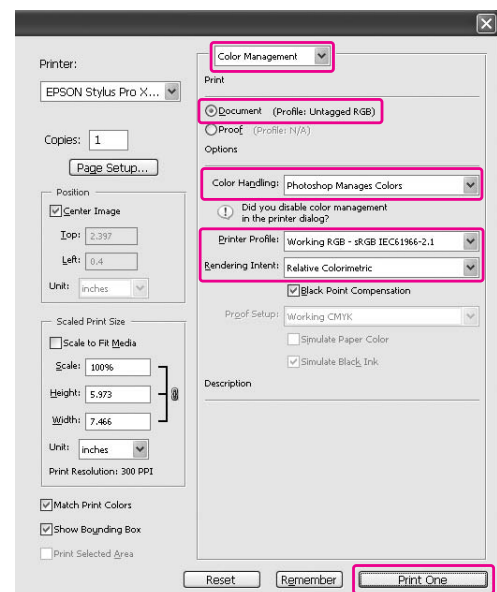 Printer:
EPSON Stylus Pro X...
Copies: 1
Page Setup...
Position
Center Image
Top: 2.397
Left: 0.4
Unit: inches
Scaled Print Size
Scale to Fit Media
Scale: 100%
Height: 5.973
Width: 7.466
Unit: inches
Print Resolution: 300 PPI
Match Print Colors
Show Bounding Box
Print Selected Area
Color Management
Print
Document (Profile: Untagged RGB)
Proof (Profile: N/A)
Options
Color Handling: Photoshop Manages Colors
Did you disable color management
in the printer dialog?
Printer Profile: Working RGB - sRGB IEC61966-2.1
Rendering Intent: Relative Colorimetric
Black Point Compensation
Proof Setup: Working CMYK
Simulate Paper Color
Simulate Black Ink
Description
Reset Remember Print One